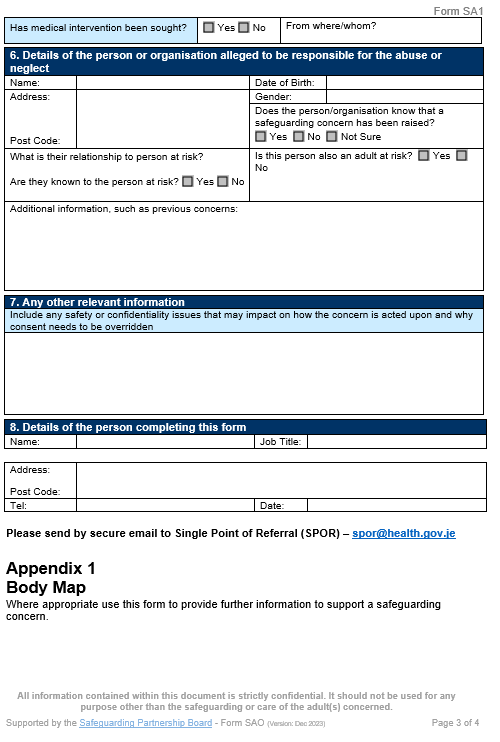 Form SA1
Has medical intervention been sought? Yes No From where/whom?
6. Details of the person or organisation alleged to be responsible for the abuse or
neglect
Name: Date of Birth:
Address: Gender:
Does the person/organisation know that a
safeguarding concern has been raised?
Post Code: Yes No Not Sure
What is their relationship to person at risk? Is this person also an adult at risk? Yes
No
Are they known to the person at risk? Yes No
Additional information, such as previous concerns:
7. Any other relevant information
Include any safety or confidentiality issues that may impact on how the concern is acted upon and why
consent needs to be overridden
8. Details of the person completing this form
Name: Job Title:
Address:
Post Code:
Tel: Date:
Please send by secure email to Single Point of Referral (SPOR) – spor@health.gov.je
Appendix 1
Body Map
Where appropriate use this form to provide further information to support a safeguarding
concern.
All information contained within this document is strictly confidential. It should not be used for any
purpose other than the safeguarding or care of the adult(s) concerned.
Supported by the Safeguarding Partnership Board - Form SAO (Version: Dec 2023) Page 3 of 4